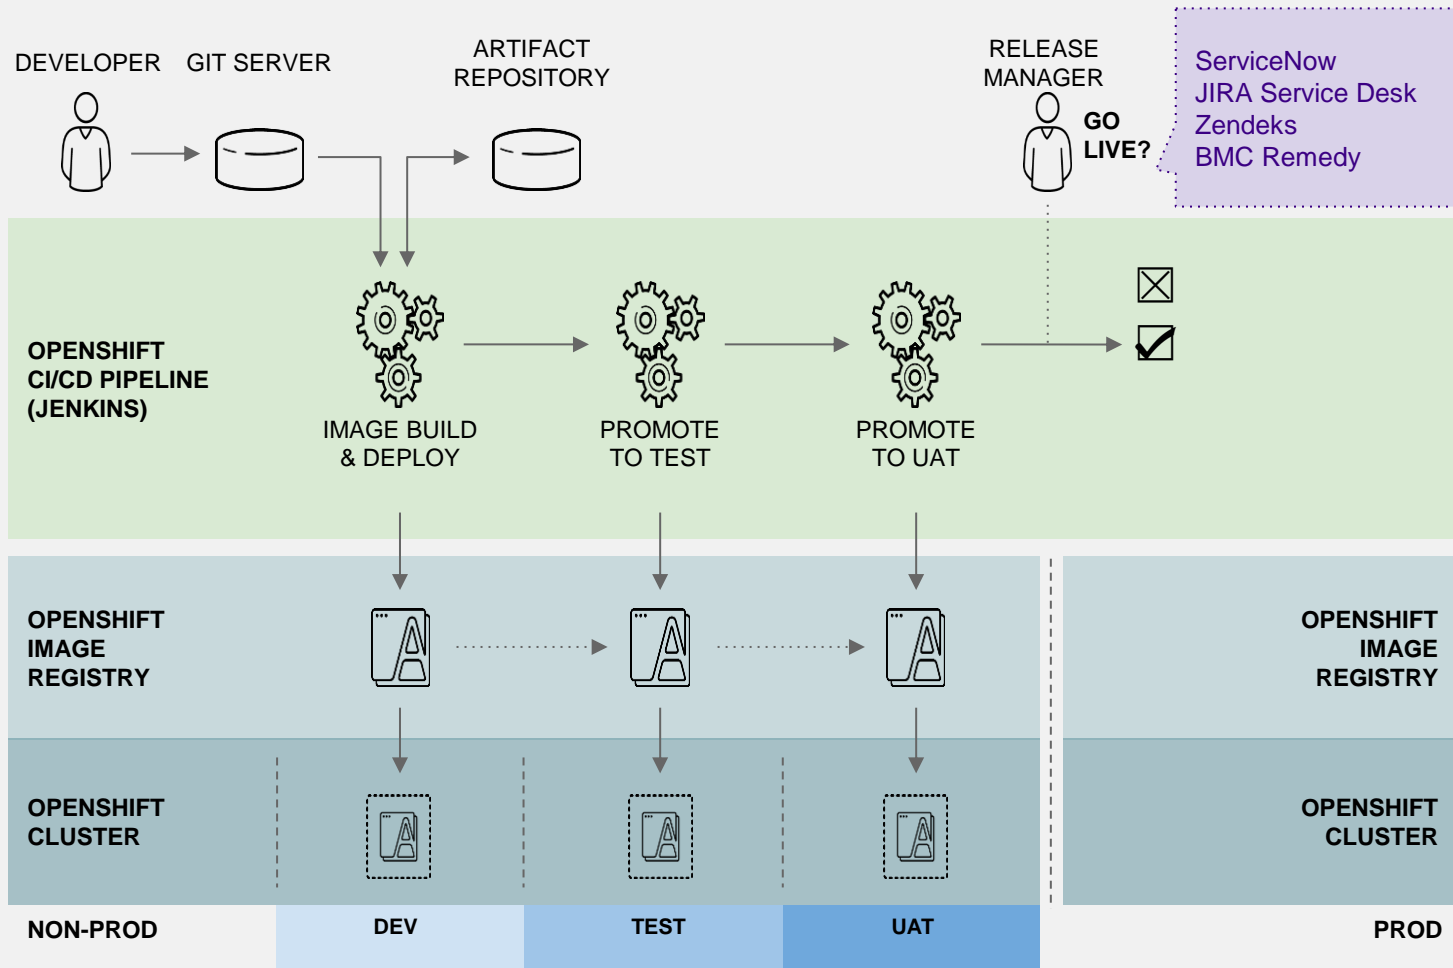 DEVELOPER
GIT SERVER
ARTIFACT
REPOSITORY
RELEASE
MANAGER
GO
LIVE?
ServiceNow
JIRA Service Desk
Zendeks
BMC Remedy
OPENSHIFT
CI/CD PIPELINE
(JENKINS)
IMAGE BUILD
& DEPLOY
PROMOTE
TO TEST
PROMOTE
TO UAT
OPENSHIFT
IMAGE
REGISTRY
OPENSHIFT
IMAGE
REGISTRY
OPENSHIFT
CLUSTER
OPENSHIFT
CLUSTER
NON-PROD
DEV
TEST
UAT
PROD